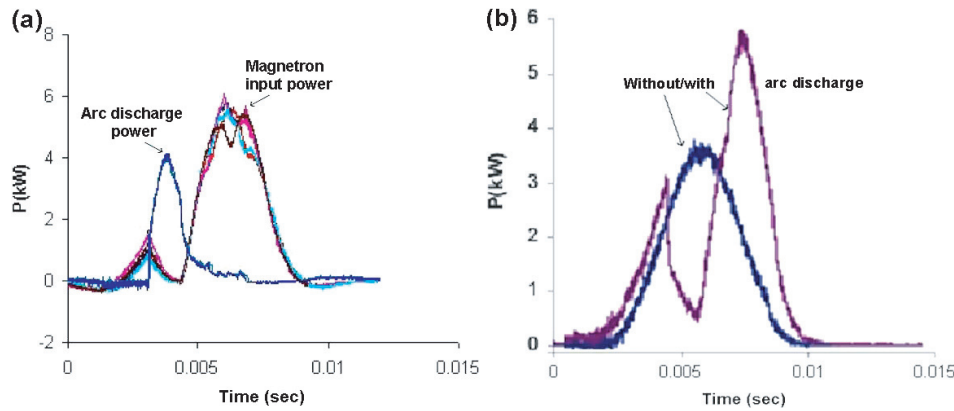 (a)
8
6
4
2
0
-2
P(kW)
Arc discharge
power
Magnetron
input power
0
0.005
0.01
0.015
Time (sec)
(b)
6
5
4
3
2
1
0
P(kW)
Without/with
arc discharge
0
0.005
0.01
0.015
Time (sec)